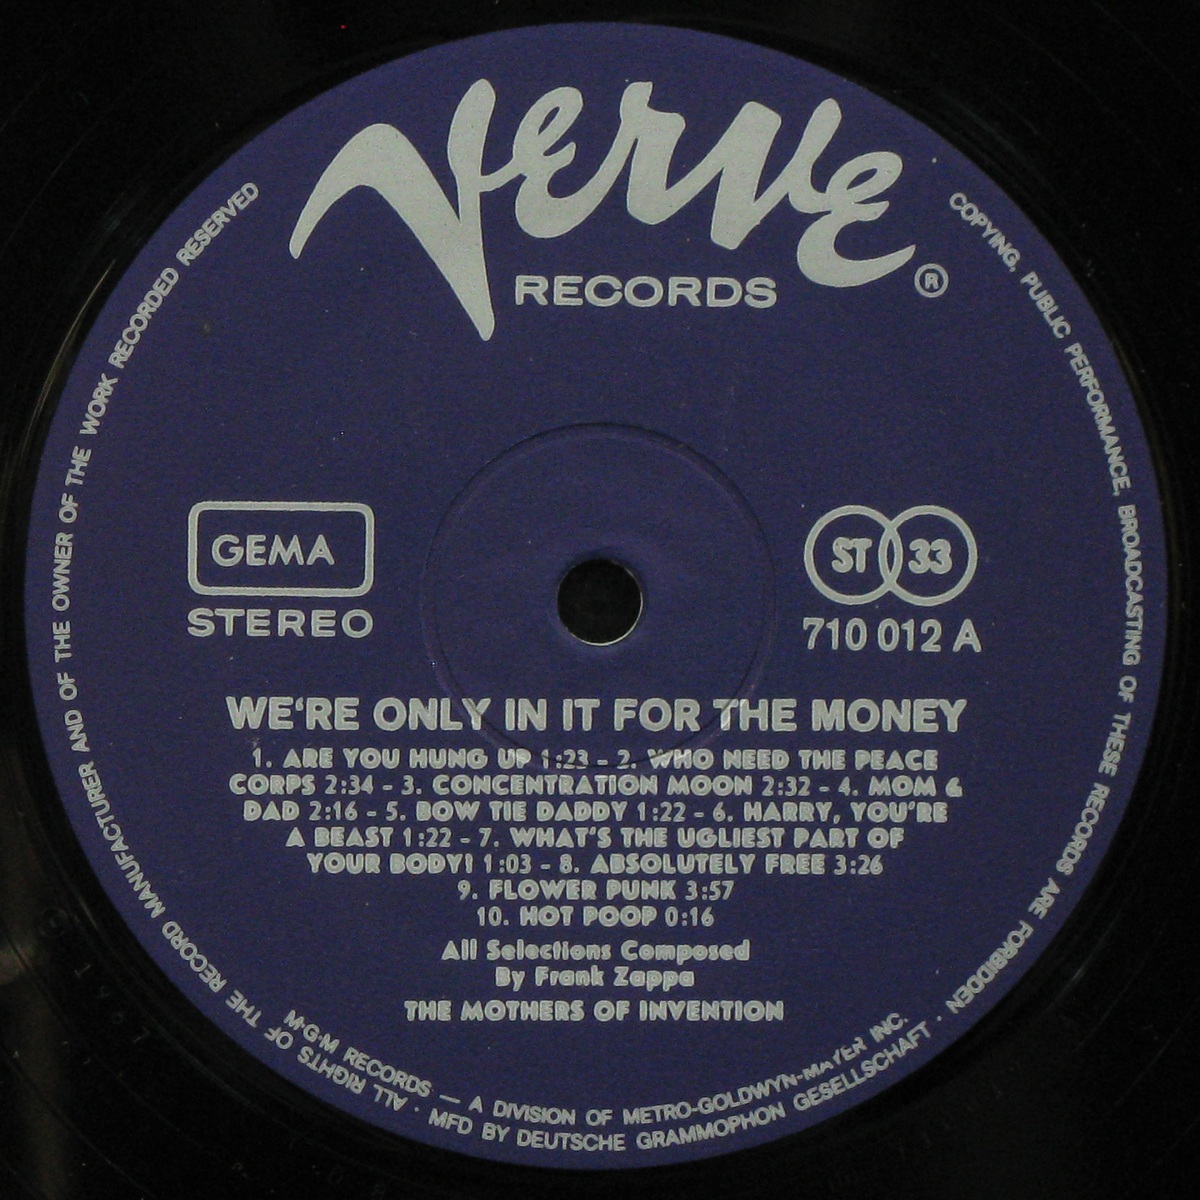 Verve
RECORDS ®
GEMA
STEREO
ST 33
710 012 A
WE'RE ONLY IN IT FOR THE MONEY
1. ARE YOU HUNG UP 1:23 – 2. WHO NEED THE PEACE
CORPS 2:34 – 3. CONCENTRATION MOON 2:32 – 4. MOM &
DAD 2:16 – 5. BOW TIE DADDY 1:22 – 6. HARRY, YOU'RE
A BEAST 1:22 – 7. WHAT'S THE UGLIEST PART OF
YOUR BODY! 1:03 – 8. ABSOLUTELY FREE 3:26
9. FLOWER PUNK 3:57
10. HOT POOP 0:16
All Selections Composed
By Frank Zappa
THE MOTHERS OF INVENTION
M·G·M RECORDS — A DIVISION OF METRO-GOLDWYN-MAYER INC.
ALL RIGHTS OF THE RECORD MANUFACTURER AND OF THE OWNER OF THE WORK RECORDED RESERVED
COPYING, PUBLIC PERFORMANCE, BROADCASTING OF THESE RECORDS ARE FORBIDDEN · MFD BY DEUTSCHE GRAMMOPHON GESELLSCHAFT ·